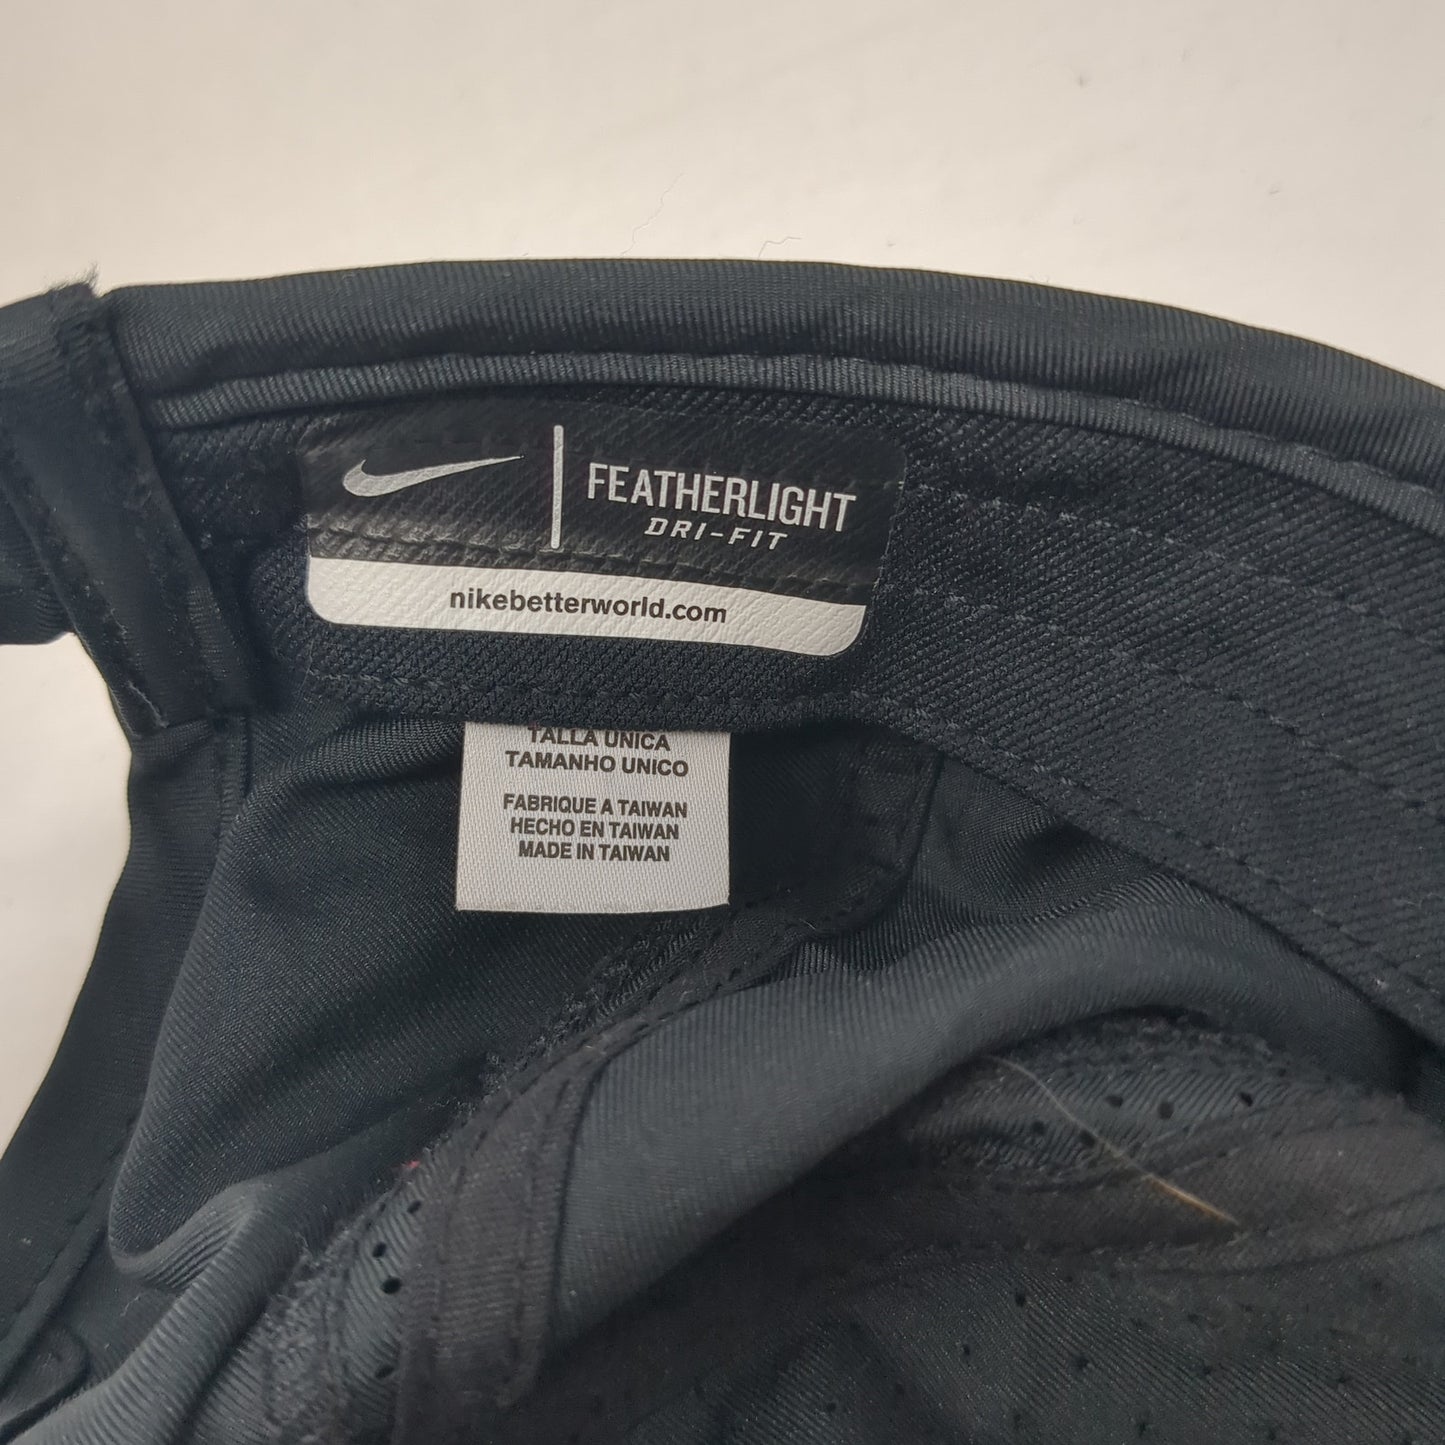 FEATHERLIGHT
DRI-FIT
nikebetterworld.com
TALLA UNICA
TAMANHO UNICO
FABRIQUE A TAIWAN
HECHO EN TAIWAN
MADE IN TAIWAN